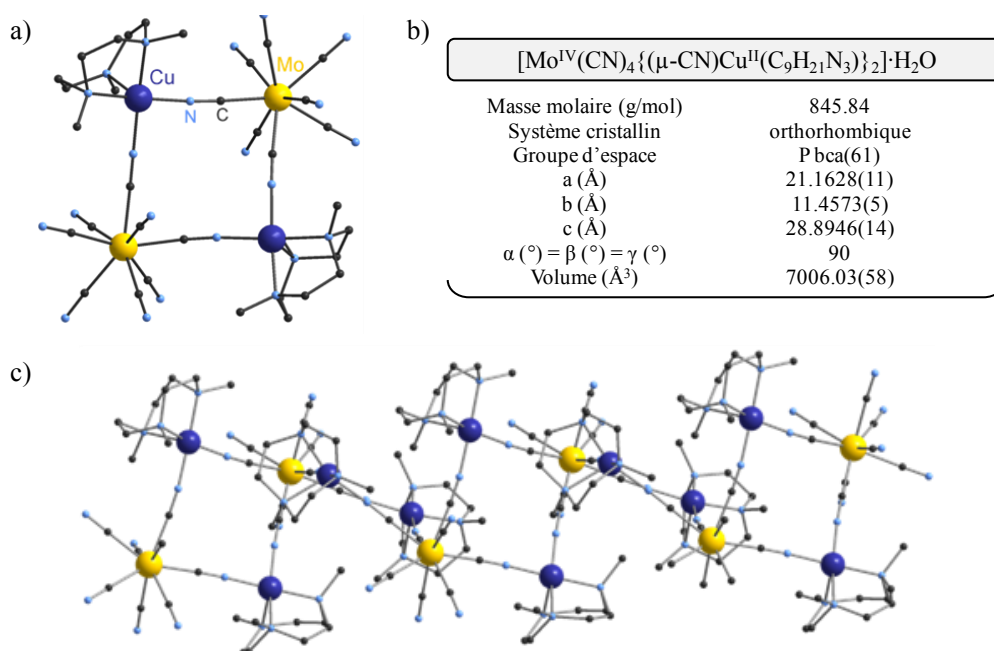 a)
Cu
Mo
N
C
b)
[Mo^IV(CN)₄{(μ-CN)Cu^II(C₉H₂₁N₃)}₂]·H₂O
Masse molaire (g/mol) 845.84
Système cristallin orthorhombique
Groupe d’espace P bca(61)
a (Å) 21.1628(11)
b (Å) 11.4573(5)
c (Å) 28.8946(14)
α (°) = β (°) = γ (°) 90
Volume (Å³) 7006.03(58)
c)